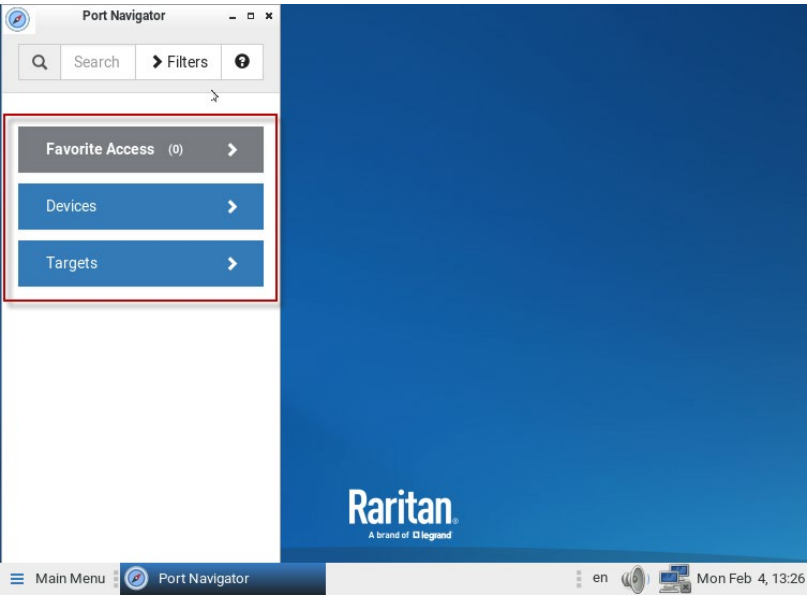 Port Navigator
Search
Filters
Favorite Access (0)
Devices
Targets
Raritan.
A brand of legrand
Main Menu
Port Navigator
en
Mon Feb 4, 13:26